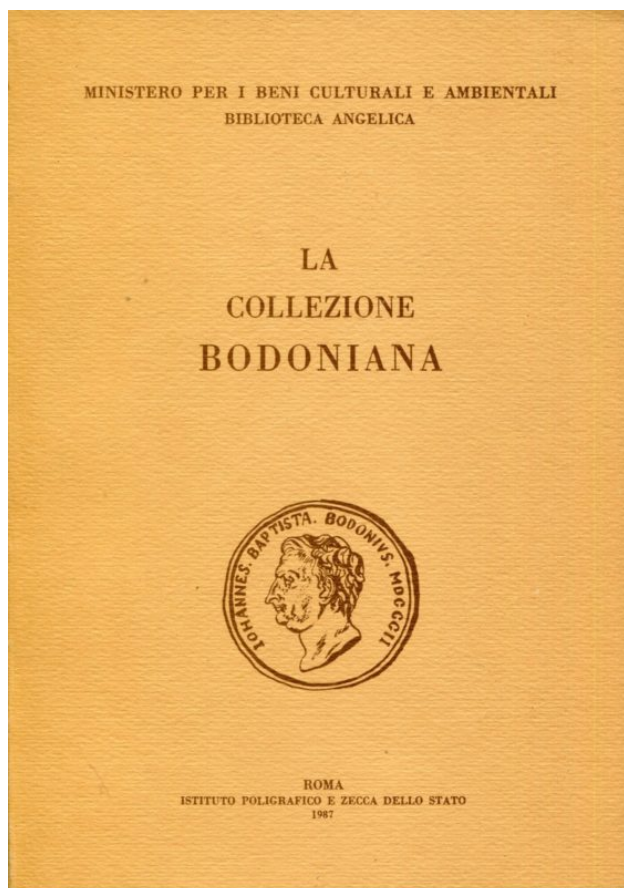 MINISTERO PER I BENI CULTURALI E AMBIENTALI
BIBLIOTECA ANGELICA
LA
COLLEZIONE
BODONIANA
IOHANNES. BAPTISTA. BODONIVS. MDCCCII
ROMA
ISTITUTO POLIGRAFICO E ZECCA DELLO STATO
1987